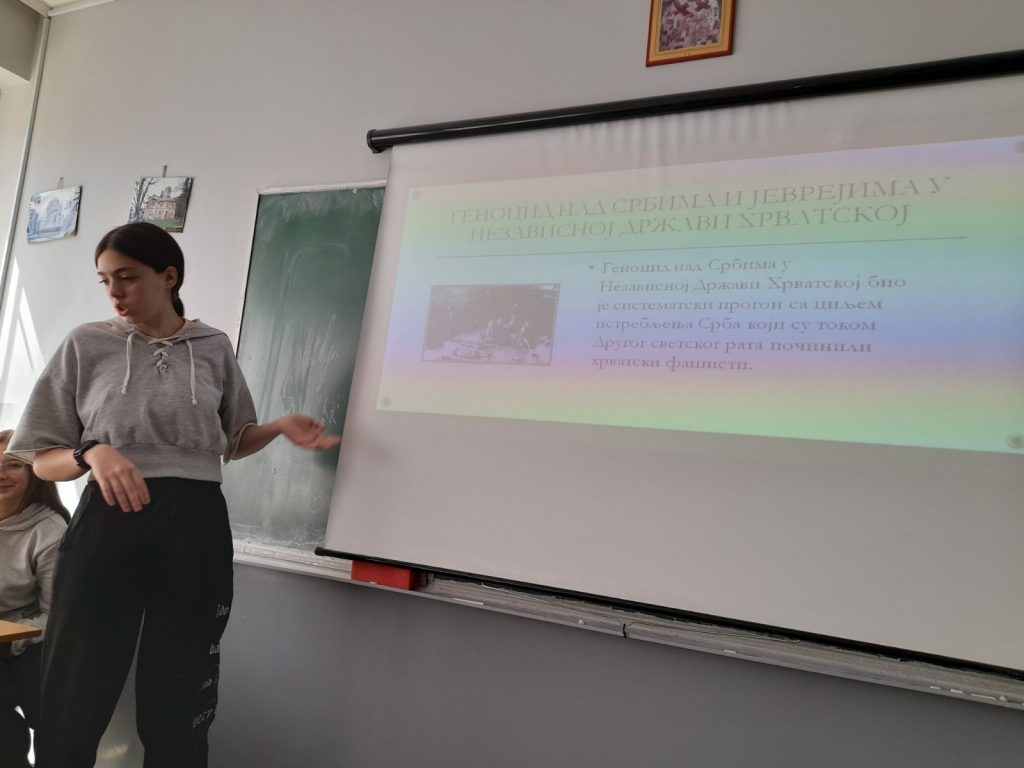 ГЕНОЦИД НАД СРБИМА И ЈЕВРЕЈИМА У
НЕЗАВИСНОЈ ДРЖАВИ ХРВАТСКОЈ
• Геноцид над Србима у
Независној Држави Хрватској био
је систематски прогон са циљем
истребљења Срба који су током
Другог светског рата починили
хрватски фашисти.